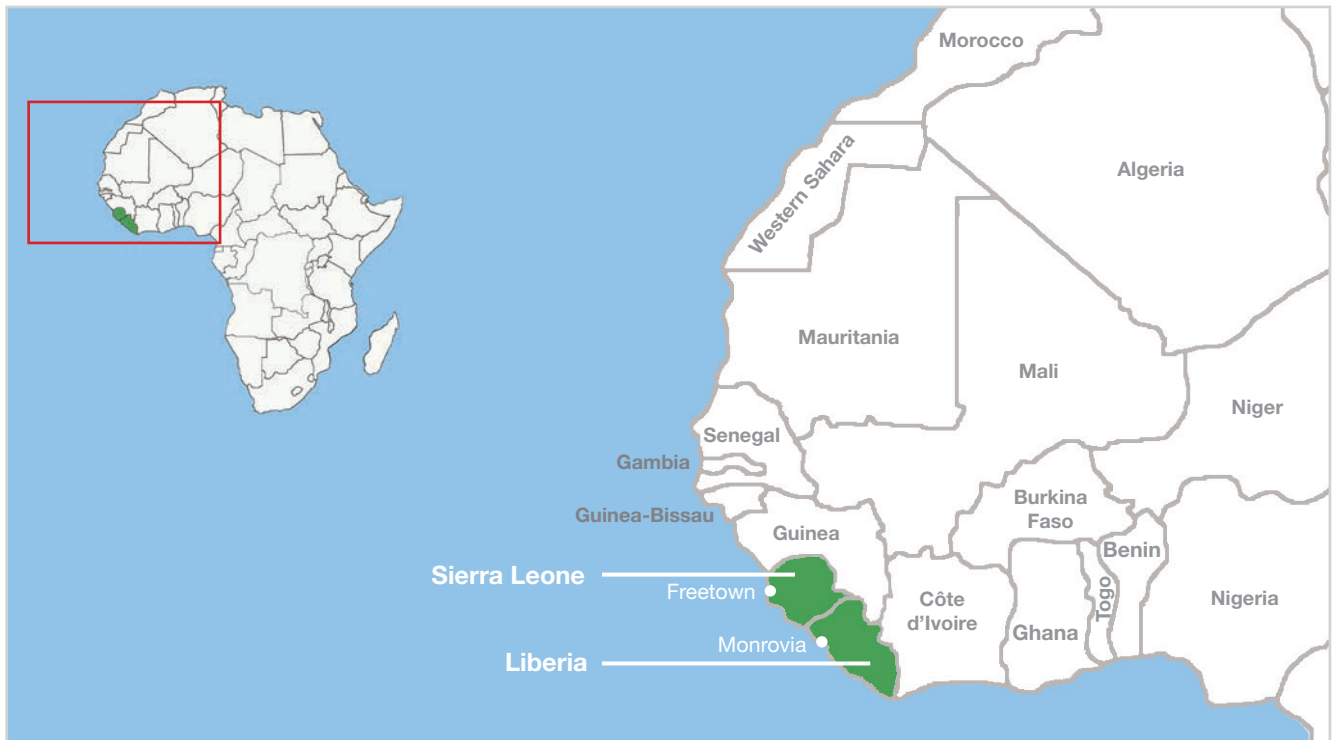 Morocco
Algeria
Western Sahara
Mauritania
Mali
Niger
Senegal
Gambia
Burkina
Faso
Guinea-Bissau
Guinea
Benin
Sierra Leone
Freetown
Togo
Côte
d'Ivoire
Nigeria
Ghana
Monrovia
Liberia